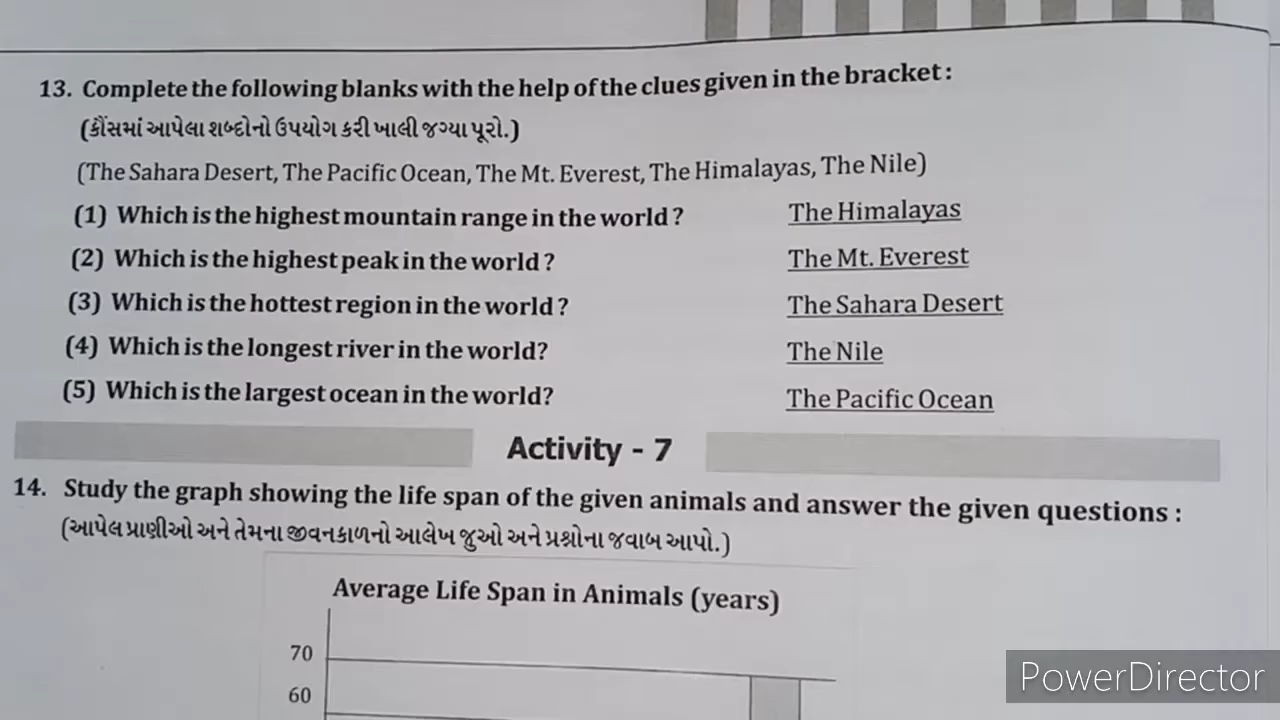 13. Complete the following blanks with the help of the clues given in the bracket :
(કૌંસમાં આપેલા શબ્દોનો ઉપયોગ કરી ખાલી જગ્યા પૂરો.)
(The Sahara Desert, The Pacific Ocean, The Mt. Everest, The Himalayas, The Nile)
(1) Which is the highest mountain range in the world ? The Himalayas
(2) Which is the highest peak in the world ? The Mt. Everest
(3) Which is the hottest region in the world ? The Sahara Desert
(4) Which is the longest river in the world? The Nile
(5) Which is the largest ocean in the world? The Pacific Ocean
Activity - 7
14. Study the graph showing the life span of the given animals and answer the given questions :
(આપેલ પ્રાણીઓ અને તેમના જીવનકાળનો આલેખ જુઓ અને પ્રશ્નોના જવાબ આપો.)
Average Life Span in Animals (years)
70
60
PowerDirector